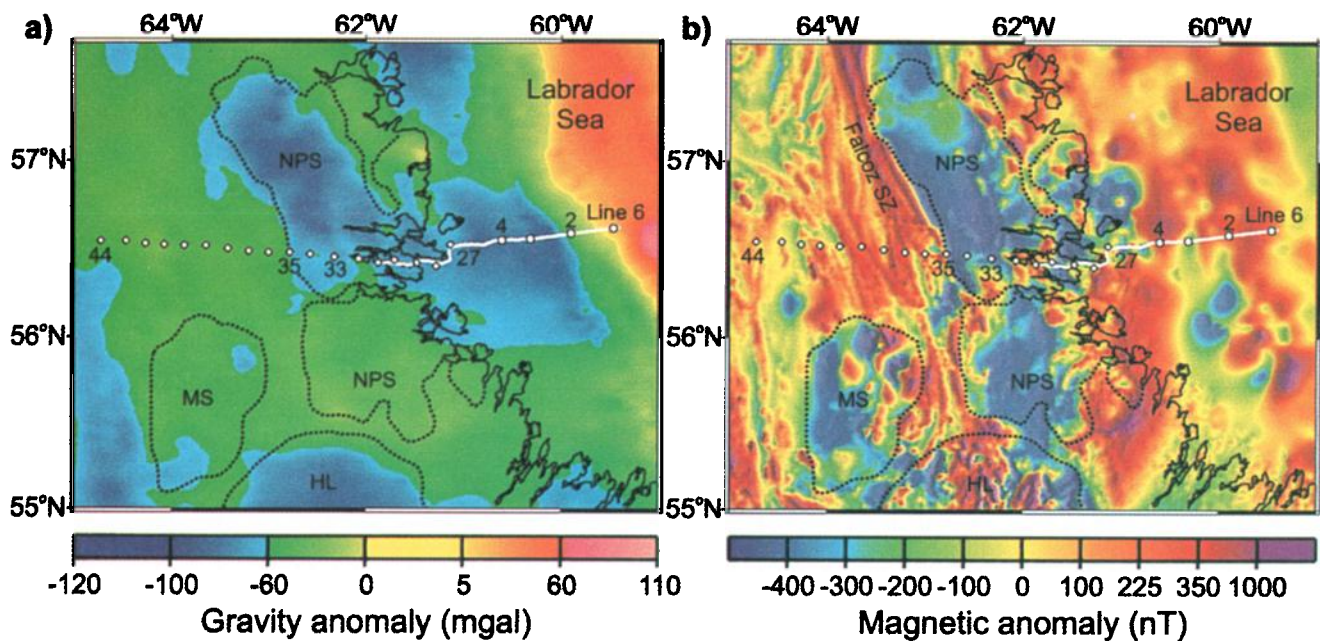 a)
64°W 62°W 60°W
57°N
56°N
55°N
Labrador
Sea
NPS
4 2 Line 6
44 35 33 27
MS NPS
HL
-120 -100 -60 0 5 60 110
Gravity anomaly (mgal)
b)
64°W 62°W 60°W
57°N
56°N
55°N
Labrador
Sea
Falcoz SZ
NPS
4 2 Line 6
44 35 33 27
MS NPS
HL
-400 -300 -200 -100 0 100 225 350 1000
Magnetic anomaly (nT)